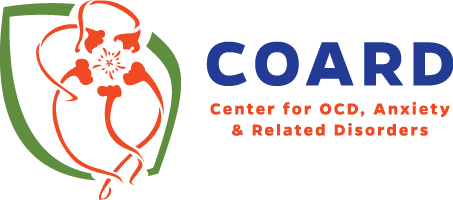 COARD
Center for OCD, Anxiety
& Related Disorders